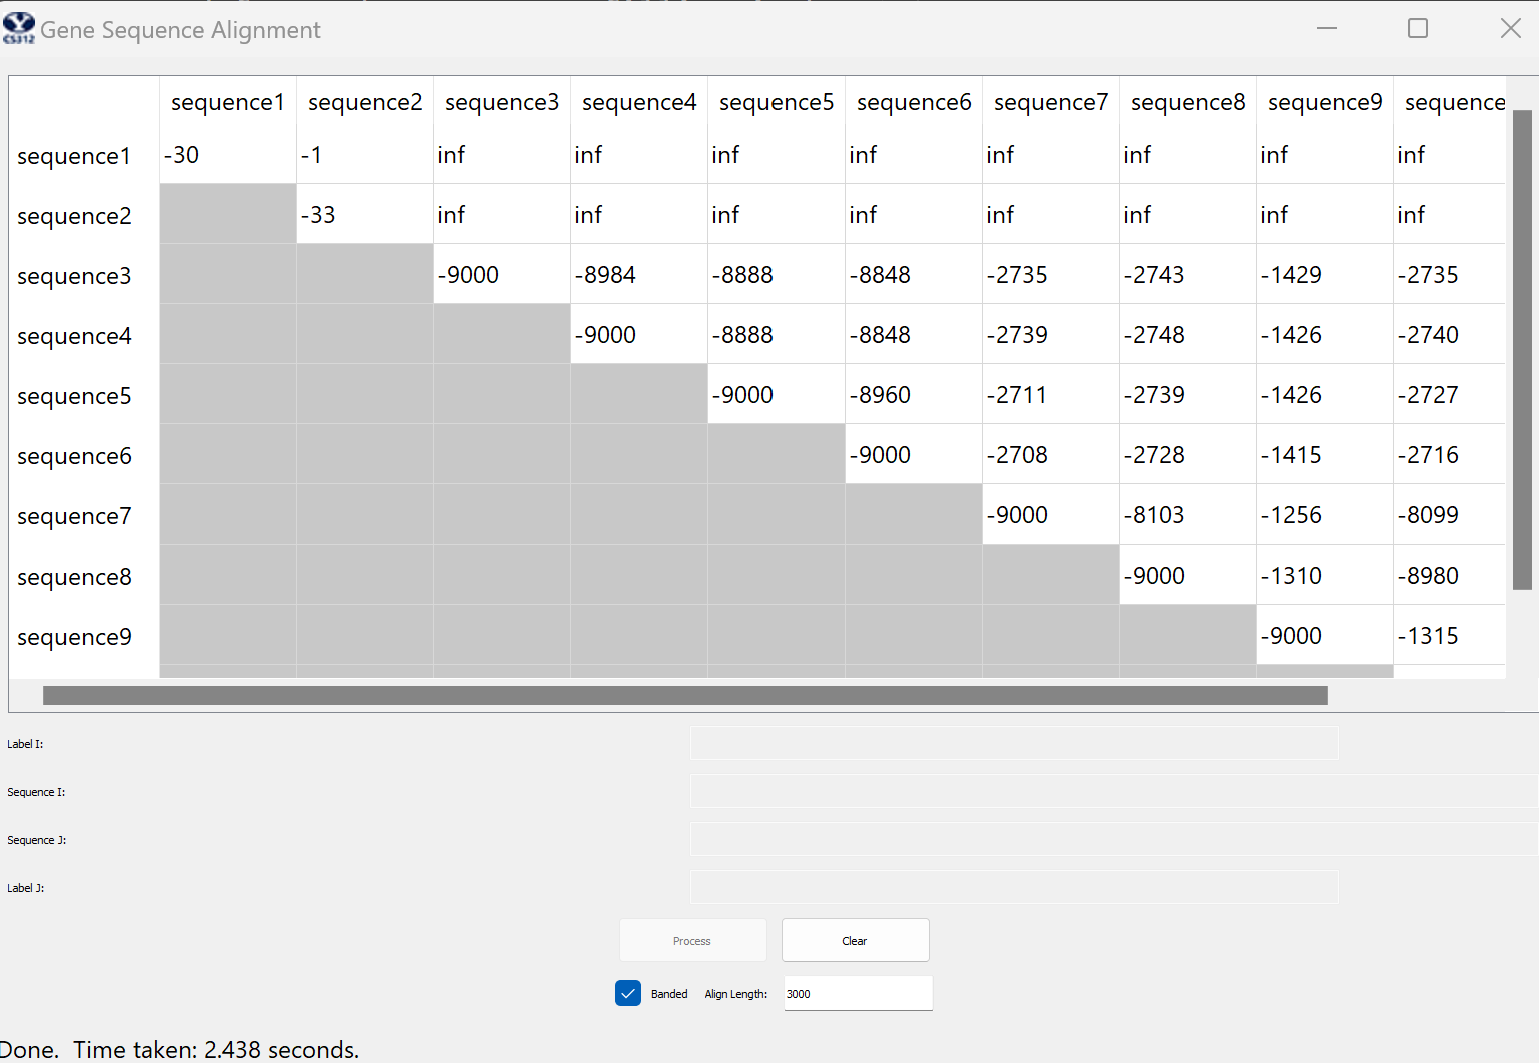 CS312 Gene Sequence Alignment
sequence1 sequence2 sequence3 sequence4 sequence5 sequence6 sequence7 sequence8 sequence9 sequence
sequence1 -30 -1 inf inf inf inf inf inf inf inf
sequence2 -33 inf inf inf inf inf inf inf inf
sequence3 -9000 -8984 -8888 -8848 -2735 -2743 -1429 -2735
sequence4 -9000 -8888 -8848 -2739 -2748 -1426 -2740
sequence5 -9000 -8960 -2711 -2739 -1426 -2727
sequence6 -9000 -2708 -2728 -1415 -2716
sequence7 -9000 -8103 -1256 -8099
sequence8 -9000 -1310 -8980
sequence9 -9000 -1315
Label I:
Sequence I:
Sequence J:
Label J:
Process Clear
Banded Align Length: 3000
Done. Time taken: 2.438 seconds.